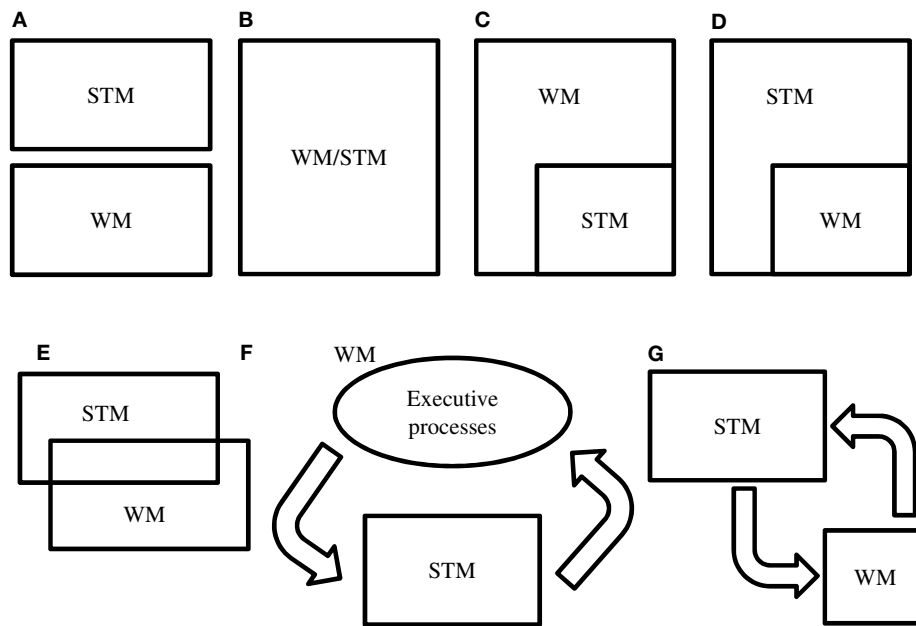 A
B
C
D
STM
WM
WM/STM
WM
STM
STM
WM
E
F
G
STM
WM
WM
Executive
processes
STM
STM
WM